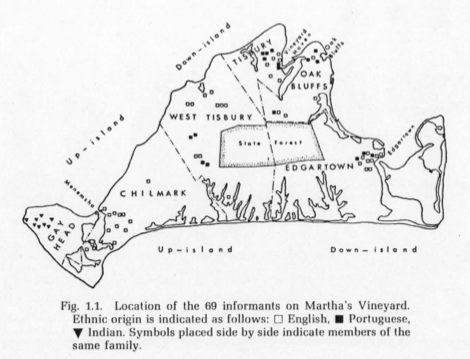 Down-island
TISBURY
Vineyard
Haven
Oak
Bluffs
OAK
BLUFFS
WEST TISBURY
Up-island
State Forest
Edgartown
EDGARTOWN
Menemsha
CHILMARK
GAY
HEAD
Up-island
Down-island
Fig. 1.1. Location of the 69 informants on Martha's Vineyard.
Ethnic origin is indicated as follows: □ English, ■ Portuguese,
▼ Indian. Symbols placed side by side indicate members of the
same family.